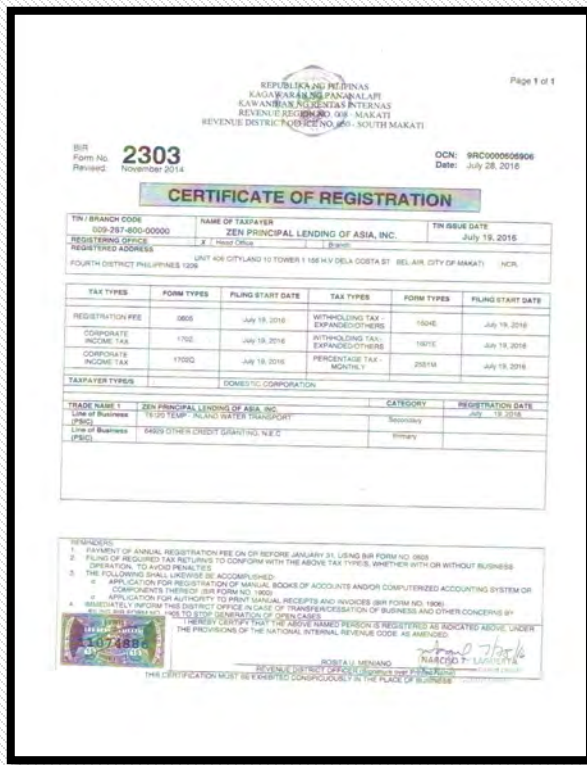 Page 1 of 1
REPUBLIKA NG PILIPINAS
KAGAWARAN NG PANANALAPI
KAWANIHAN NG RENTAS INTERNAS
REVENUE REGION NO. 008 - MAKATI
REVENUE DISTRICT OFFICE NO. 050 - SOUTH MAKATI
BIR
Form No. 2303
Revised: November 2014
OCN: 9RC0000606906
Date: July 28, 2016
CERTIFICATE OF REGISTRATION
TIN / BRANCH CODE NAME OF TAXPAYER TIN ISSUE DATE
009-287-600-00000 ZEN PRINCIPAL LENDING OF ASIA, INC. July 19, 2016
REGISTERING OFFICE X Head Office Branch
REGISTERED ADDRESS
UNIT 406 CITYLAND 10 TOWER 1 156 H.V DELA COSTA ST BEL-AIR, CITY OF MAKATI NCR,
FOURTH DISTRICT PHILIPPINES 1209
TAX TYPES FORM TYPES FILING START DATE TAX TYPES FORM TYPES FILING START DATE
REGISTRATION FEE 0605 July 19, 2016 WITHHOLDING TAX - EXPANDED/OTHERS 1604E July 19, 2016
CORPORATE INCOME TAX 1702 July 19, 2016 WITHHOLDING TAX - EXPANDED/OTHERS 1601E July 19, 2016
CORPORATE INCOME TAX 1702Q July 19, 2016 PERCENTAGE TAX - MONTHLY 2551M July 19, 2016
TAXPAYER TYPE/S DOMESTIC CORPORATION
TRADE NAME 1 ZEN PRINCIPAL LENDING OF ASIA, INC. CATEGORY REGISTRATION DATE
Line of Business (PSIC) TEMP - INLAND WATER TRANSPORT Secondary July 19, 2016
Line of Business (PSIC) 64929 OTHER CREDIT GRANTING, N.E.C Primary
REMINDERS:
1. PAYMENT OF ANNUAL REGISTRATION FEE ON OR BEFORE JANUARY 31, USING BIR FORM NO. 0605
2. FILING OF REQUIRED TAX RETURNS TO CONFORM WITH THE ABOVE TAX TYPE/S, WHETHER WITH OR WITHOUT BUSINESS
OPERATION, TO AVOID PENALTIES
3. THE FOLLOWING SHALL LIKEWISE BE ACCOMPLISHED:
o APPLICATION FOR REGISTRATION OF MANUAL BOOKS OF ACCOUNTS AND/OR COMPUTERIZED ACCOUNTING SYSTEM OR
COMPONENTS THEREOF (BIR FORM NO. 1900)
o APPLICATION FOR AUTHORITY TO PRINT MANUAL RECEIPTS AND INVOICES (BIR FORM NO. 1906)
4. IMMEDIATELY INFORM THIS DISTRICT OFFICE IN CASE OF TRANSFER/CESSATION OF BUSINESS AND OTHER CONCERNS BY
FILING BIR FORM NO. 1905 TO STOP GENERATION OF OPEN CASES
I HEREBY CERTIFY THAT THE ABOVE NAMED PERSON IS REGISTERED AS INDICATED ABOVE, UNDER
THE PROVISIONS OF THE NATIONAL INTERNAL REVENUE CODE, AS AMENDED.
1074886
7/28/16
REVENUE DISTRICT OFFICER
THIS CERTIFICATION MUST BE EXHIBITED CONSPICUOUSLY IN THE PLACE OF BUSINESS